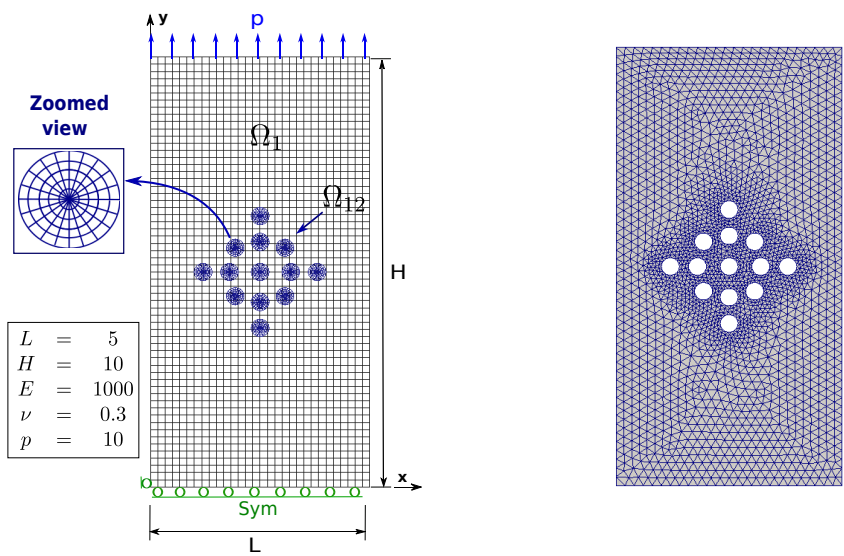 y
p
Zoomed
view
Ω₁
Ω₁₂
H
L = 5
H = 10
E = 1000
ν = 0.3
p = 10
x
Sym
L